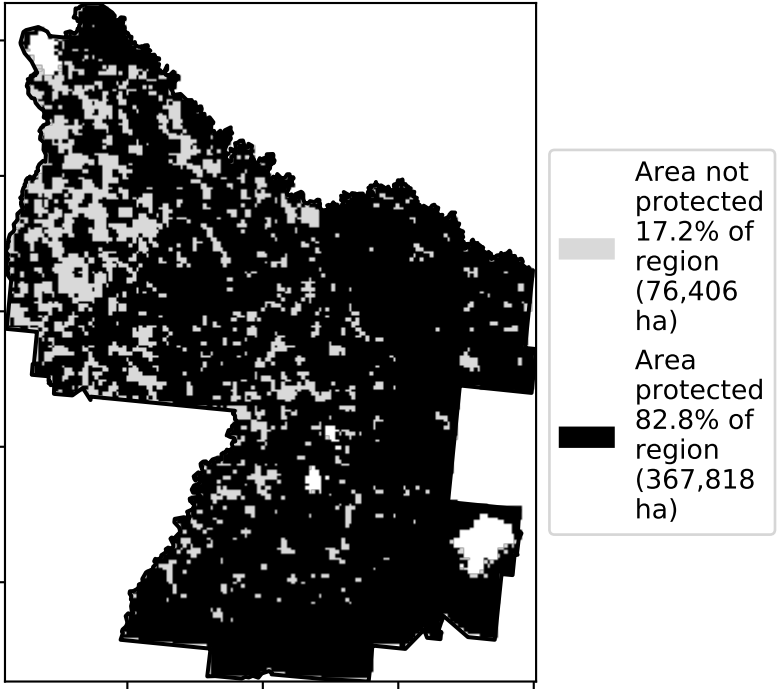 Area not
protected
17.2% of
region
(76,406
ha)
Area
protected
82.8% of
region
(367,818
ha)